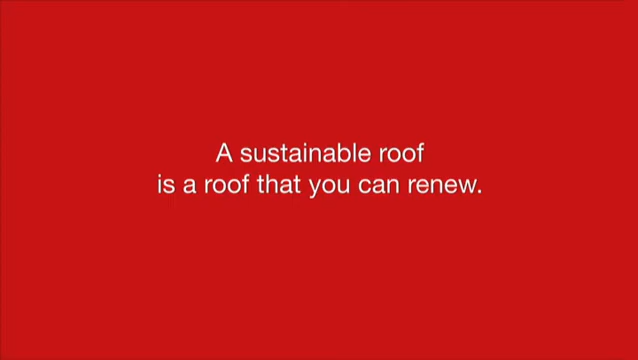 A sustainable roof
is a roof that you can renew.